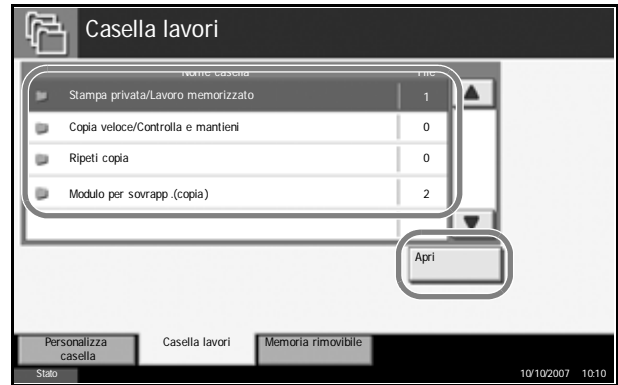 Casella lavori
Nome casella File
Stampa privata/Lavoro memorizzato 1
Copia veloce/Controlla e mantieni 0
Ripeti copia 0
Modulo per sovrapp .(copia) 2
Apri
Personalizza casella
Casella lavori
Memoria rimovibile
Stato
10/10/2007 10:10